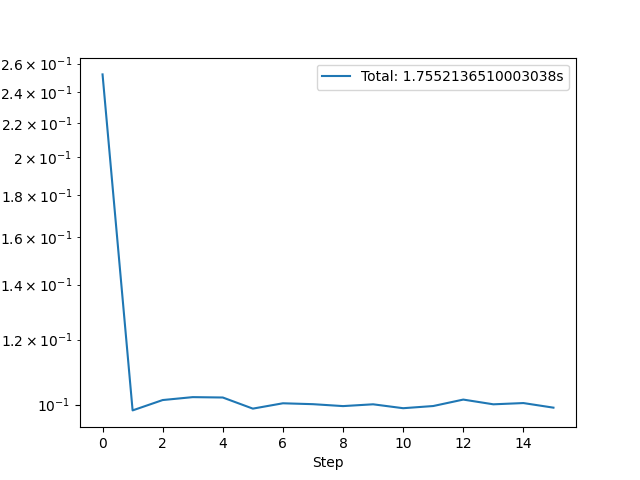 Total: 1.7552136510003038s
2.6 × 10⁻¹
2.4 × 10⁻¹
2.2 × 10⁻¹
2 × 10⁻¹
1.8 × 10⁻¹
1.6 × 10⁻¹
1.4 × 10⁻¹
1.2 × 10⁻¹
10⁻¹
0 2 4 6 8 10 12 14
Step